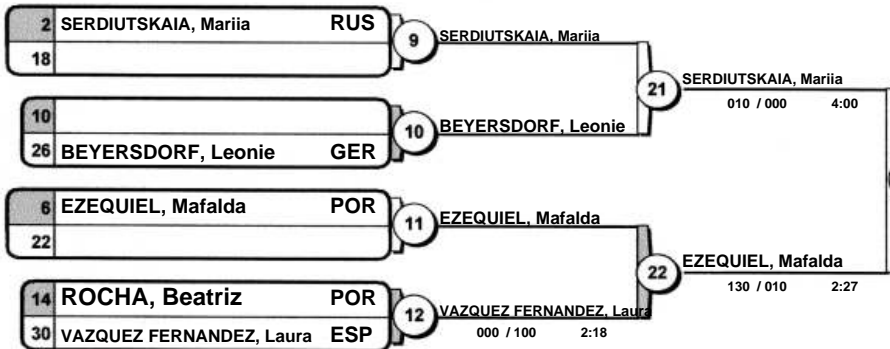 2 SERDIUTSKAIA, Mariia RUS
18
9
SERDIUTSKAIA, Mariia
10
26 BEYERSDORF, Leonie GER
10
BEYERSDORF, Leonie
21
SERDIUTSKAIA, Mariia
010 / 000 4:00
6 EZEQUIEL, Mafalda POR
22
11
EZEQUIEL, Mafalda
14 ROCHA, Beatriz POR
30 VAZQUEZ FERNANDEZ, Laura ESP
12
VAZQUEZ FERNANDEZ, Laura
000 / 100 2:18
22
EZEQUIEL, Mafalda
130 / 010 2:27